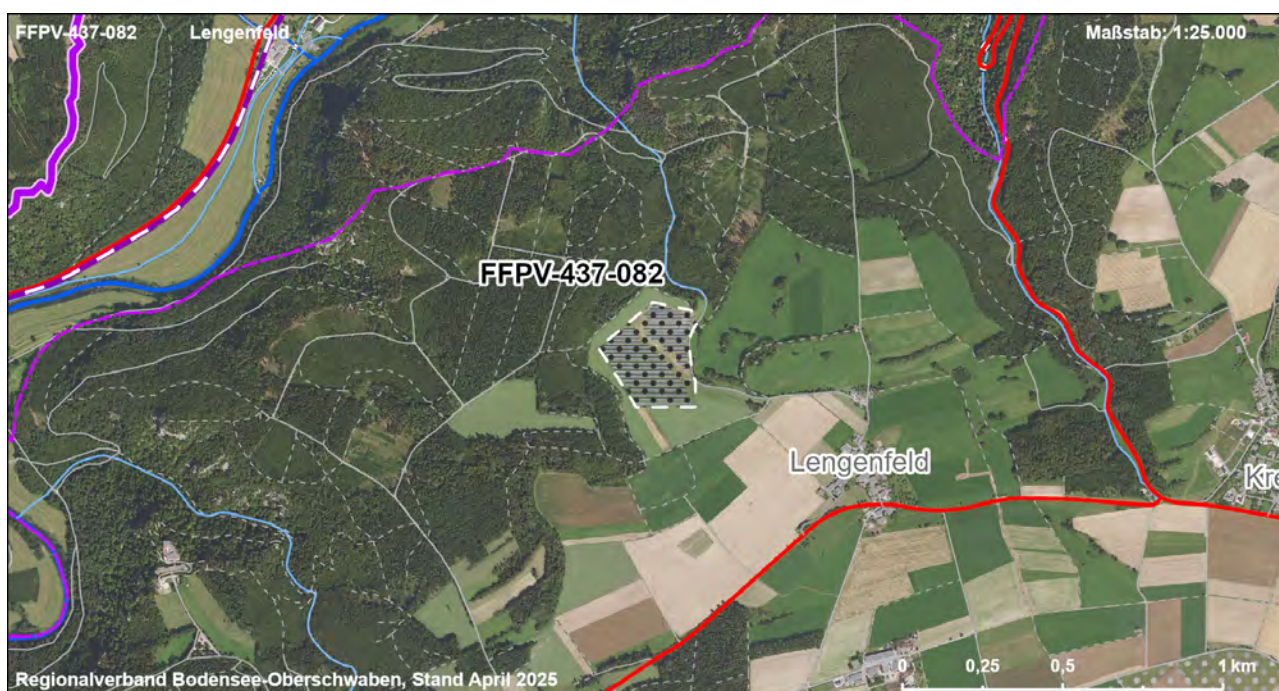 FFPV-437-082 Lengenfeld Maßstab: 1:25.000
FFPV-437-082
Lengenfeld
Kre
0 0,25 0,5 1 km
Regionalverband Bodensee-Oberschwaben, Stand April 2025